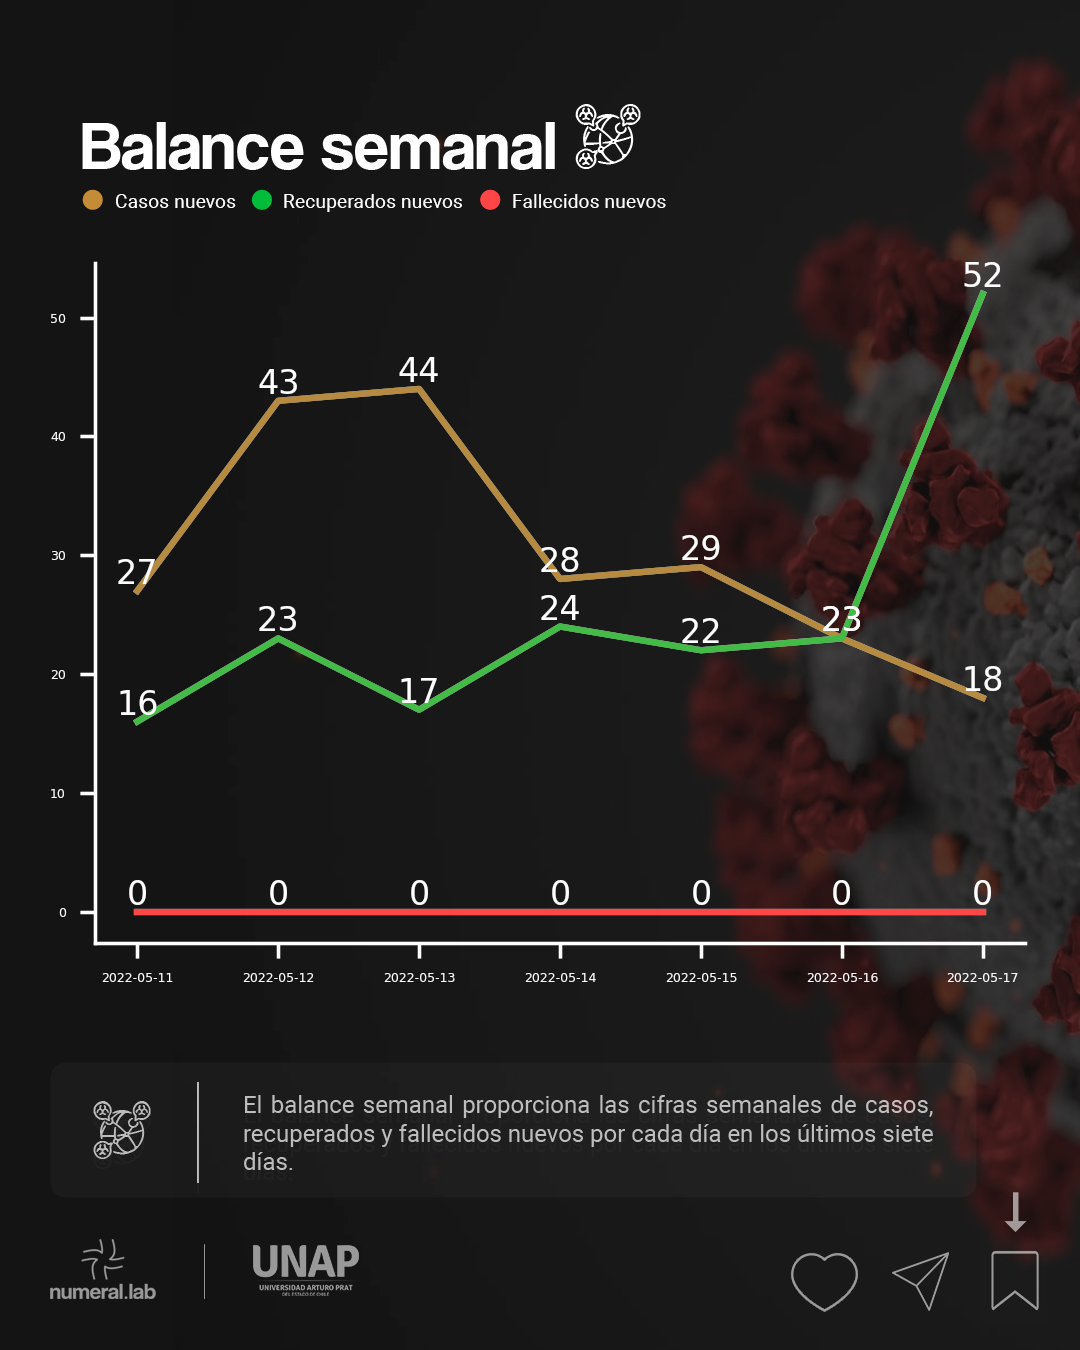 Balance semanal
Casos nuevos Recuperados nuevos Fallecidos nuevos
52
50
44
43
40
30
29
28
27
24
23
23
22
20
18
17
16
10
0 0 0 0 0 0 0
0
2022-05-11 2022-05-12 2022-05-13 2022-05-14 2022-05-15 2022-05-16 2022-05-17
El balance semanal proporciona las cifras semanales de casos,
recuperados y fallecidos nuevos por cada día en los últimos siete
días.
numeral.lab
UNAP
UNIVERSIDAD ARTURO PRAT
DEL ESTADO DE CHILE